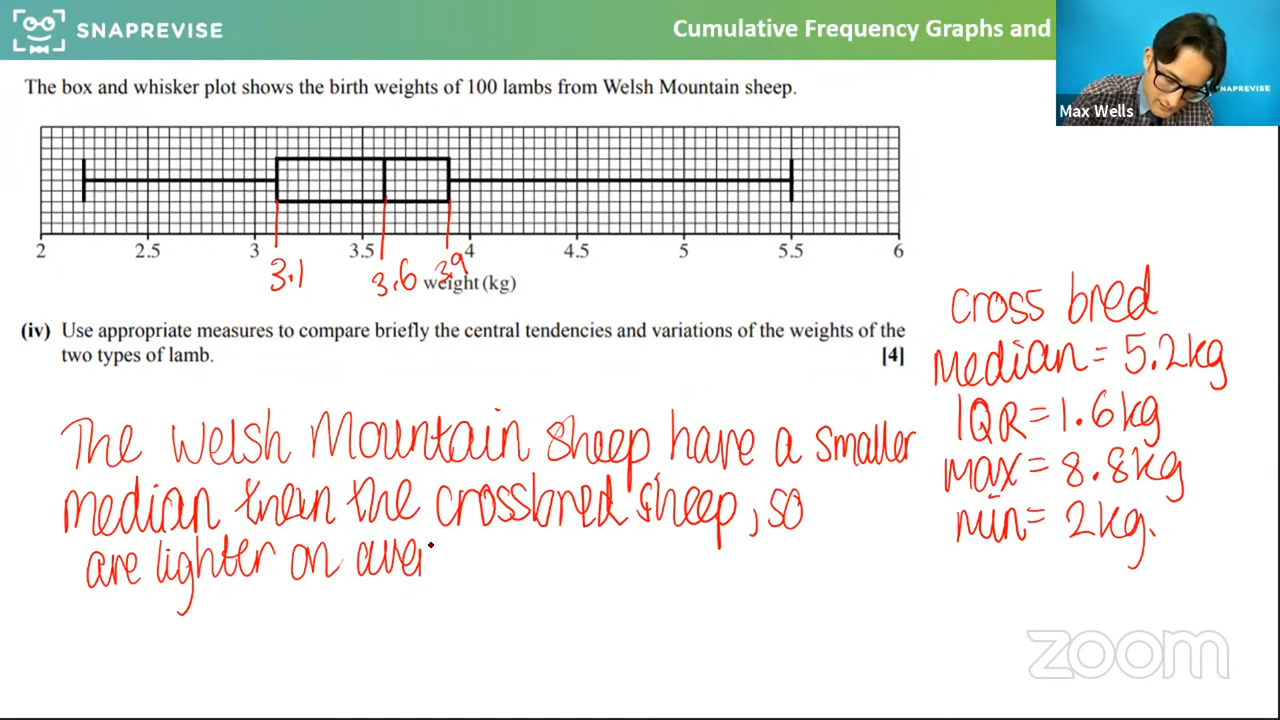 SNAPREVISE
Cumulative Frequency Graphs and
SNAPREVISE
Max Wells
The box and whisker plot shows the birth weights of 100 lambs from Welsh Mountain sheep.
2 2.5 3 3.5 4 4.5 5 5.5 6
3.1 3.6 3.9
weight (kg)
(iv) Use appropriate measures to compare briefly the central tendencies and variations of the weights of the
two types of lamb. [4]
cross bred
median = 5.2kg
IQR = 1.6kg
max = 8.8kg
min = 2kg.
The Welsh Mountain sheep have a smaller
median than the crossbred sheep, so
are lighter on aver
zoom